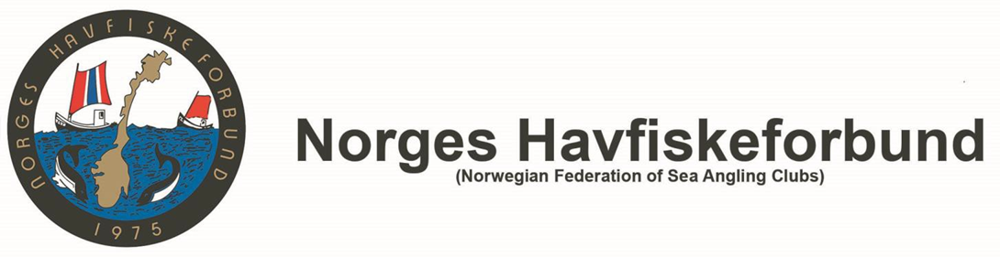 NORGES HAVFISKEFORBUND
1975
Norges Havfiskeforbund
(Norwegian Federation of Sea Angling Clubs)